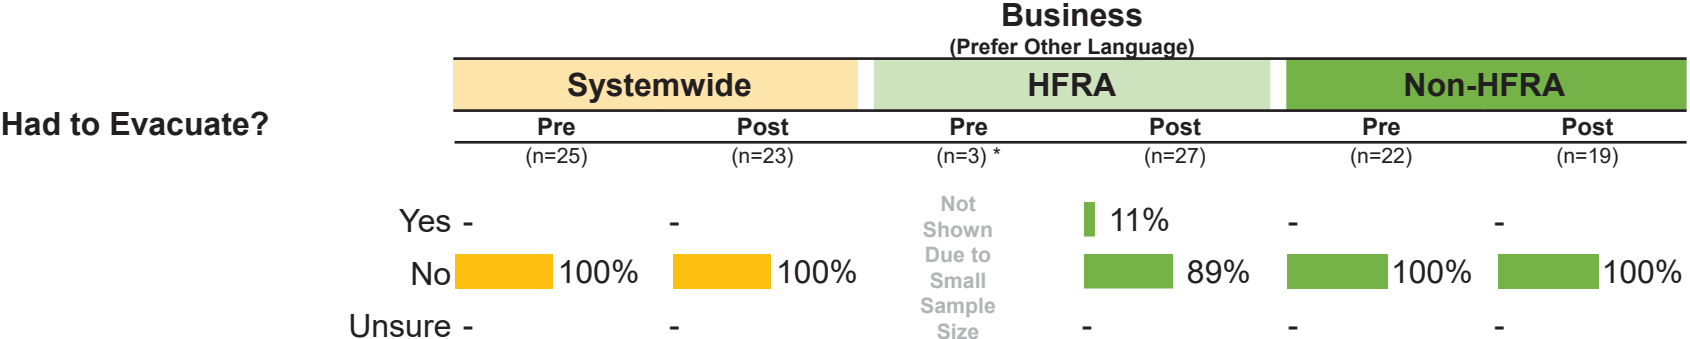 Business
(Prefer Other Language)
Systemwide HFRA Non-HFRA
Had to Evacuate?
Pre Post Pre Post Pre Post
(n=25) (n=23) (n=3) * (n=27) (n=22) (n=19)
Not
Shown
Due to
Small
Sample
Size
Yes - - 11% - -
No 100% 100% 89% 100% 100%
Unsure - - - - -